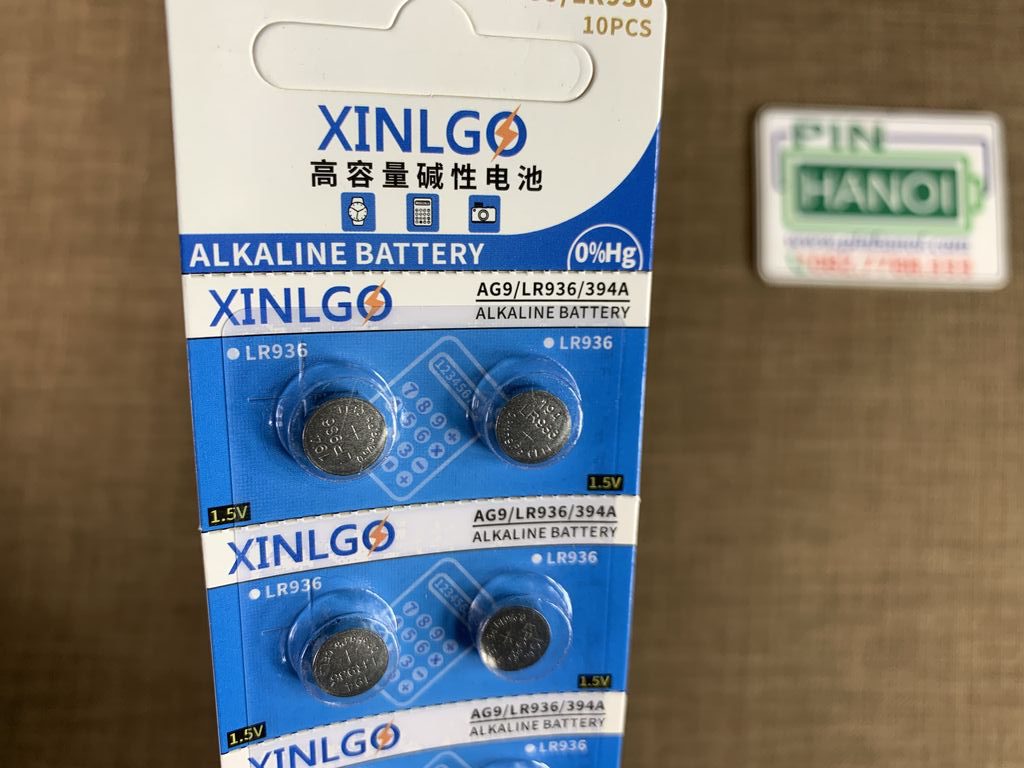 10PCS
XINLGO
高容量碱性电池
ALKALINE BATTERY
0%Hg
XINLGO
AG9/LR936/394A
ALKALINE BATTERY
LR936
LR936
1.5V
1.5V
XINLGO
AG9/LR936/394A
ALKALINE BATTERY
LR936
LR936
1.5V
1.5V
XINLGO
AG9/LR936/394A
ALKALINE BATTERY
LR936
PIN
HANOI